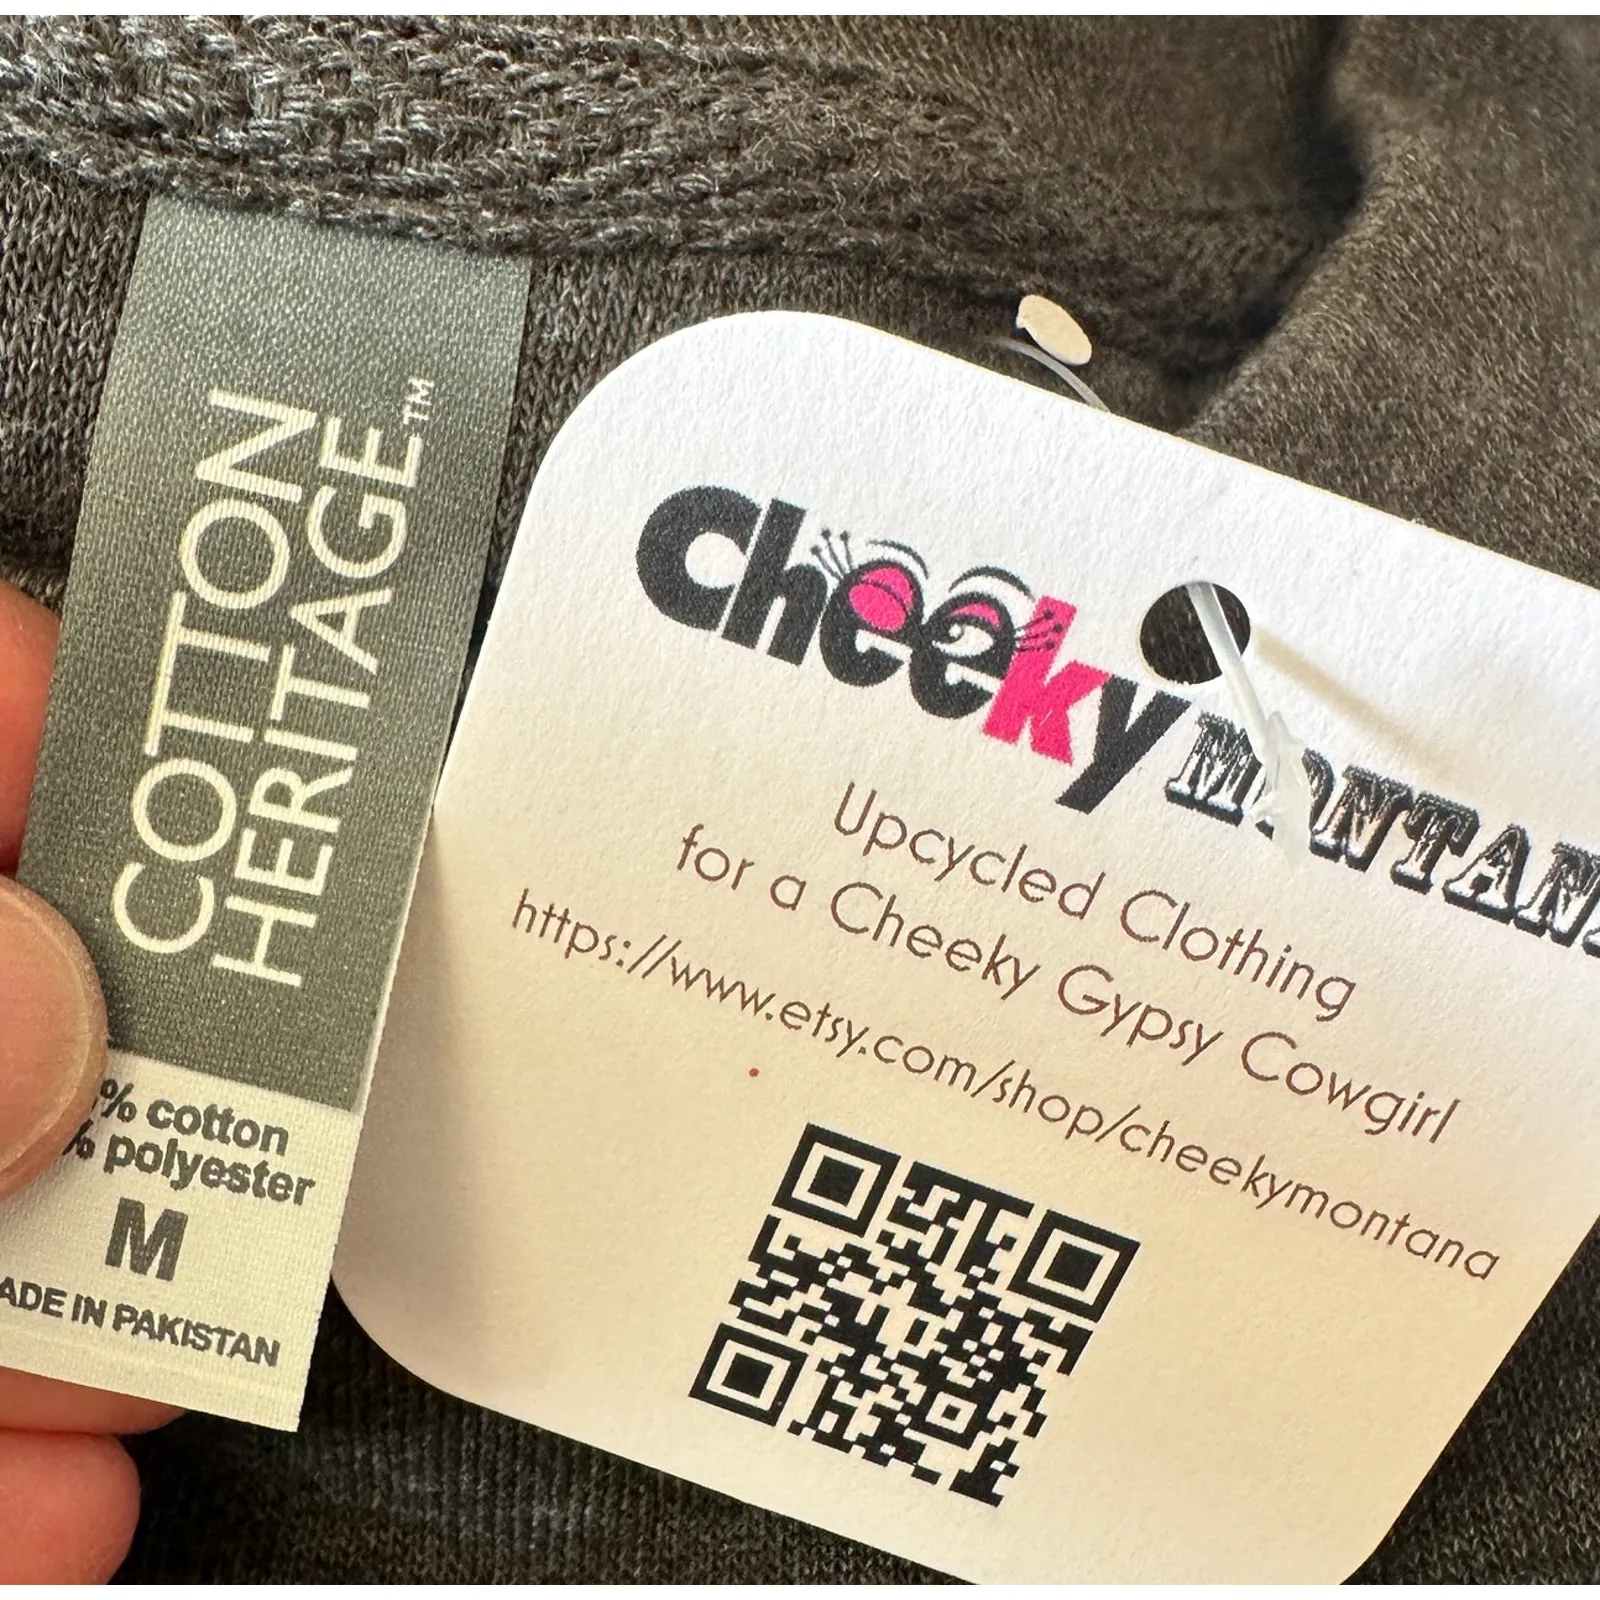 COTTON
HERITAGE™
% cotton
% polyester
M
ADE IN PAKISTAN
Cheeky MONTANA
Upcycled Clothing
for a Cheeky Gypsy Cowgirl
https://www.etsy.com/shop/cheekymontana